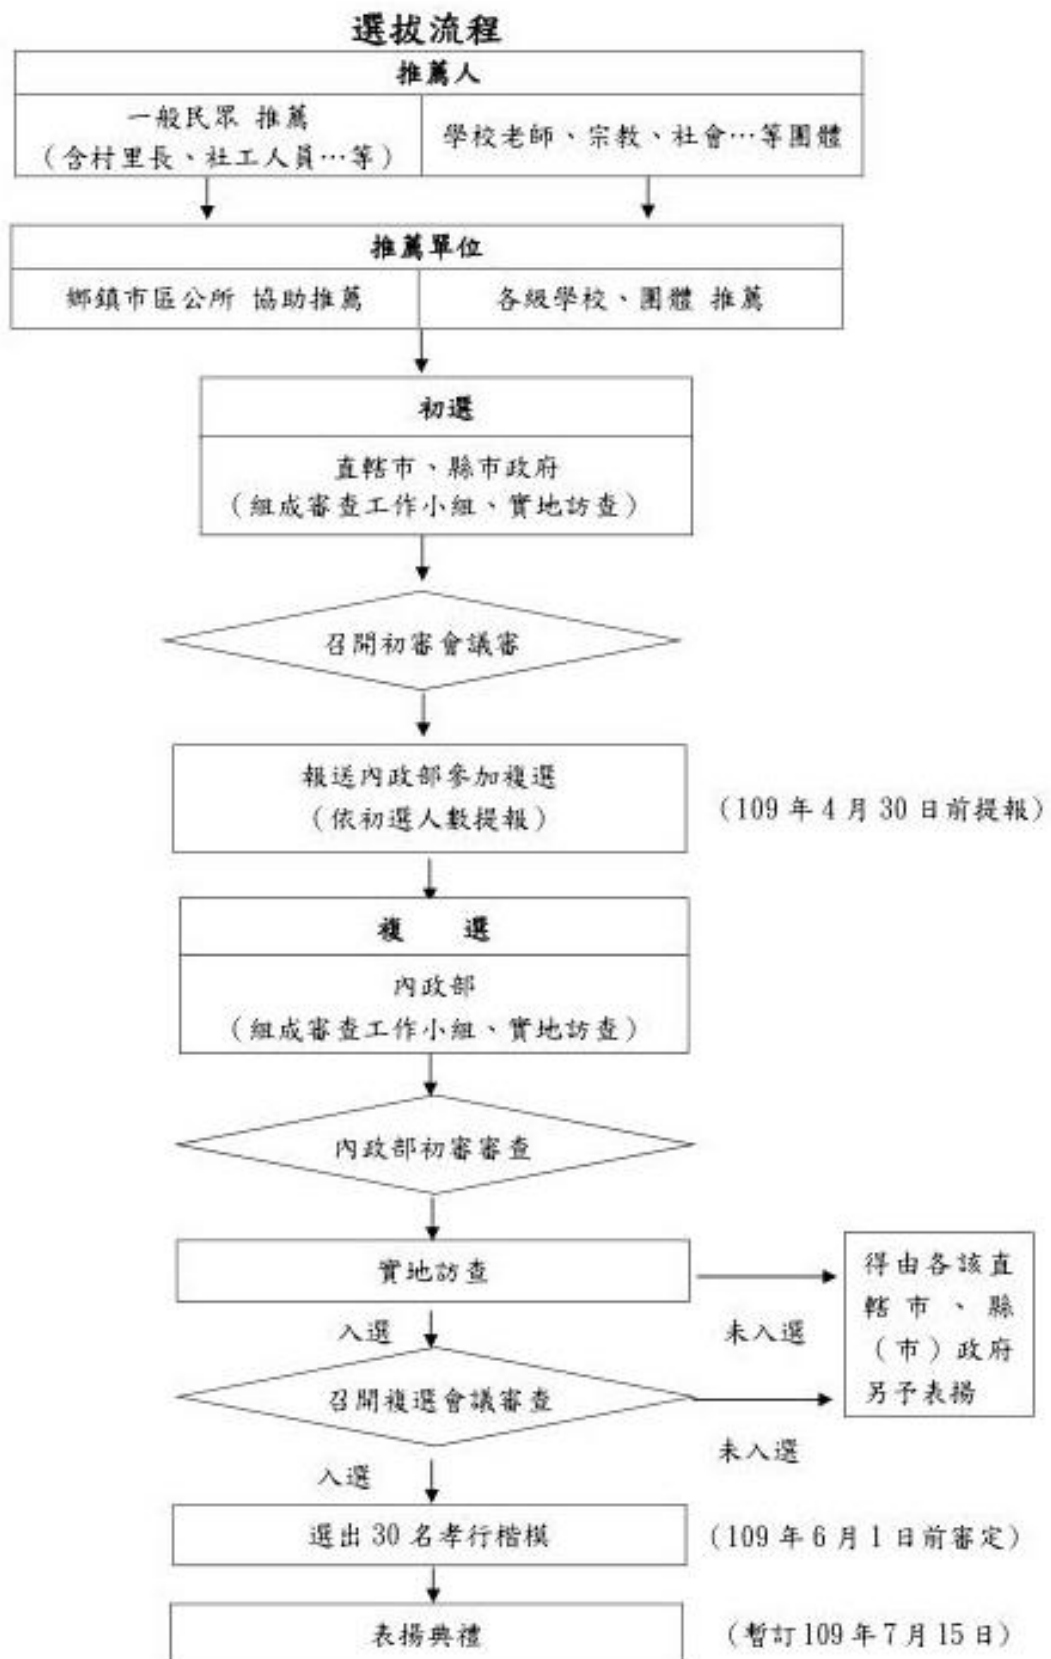 選拔流程
推薦人
一般民眾 推薦
（含村里長、社工人員…等）
學校老師、宗教、社會…等團體
推薦單位
鄉鎮市區公所 協助推薦
各級學校、團體 推薦
初選
直轄市、縣市政府
（組成審查工作小組、實地訪查）
召開初審會議審
報送內政部參加複選
（依初選人數提報）
（109 年 4 月 30 日前提報）
複 選
內政部
（組成審查工作小組、實地訪查）
內政部初審審查
實地訪查
得由各該直
轄市、縣
（市）政府
另予表揚
入選
未入選
召開複選會議審查
未入選
入選
選出 30 名孝行楷模
（109 年 6 月 1 日前審定）
表揚典禮
（暫訂 109 年 7 月 15 日）